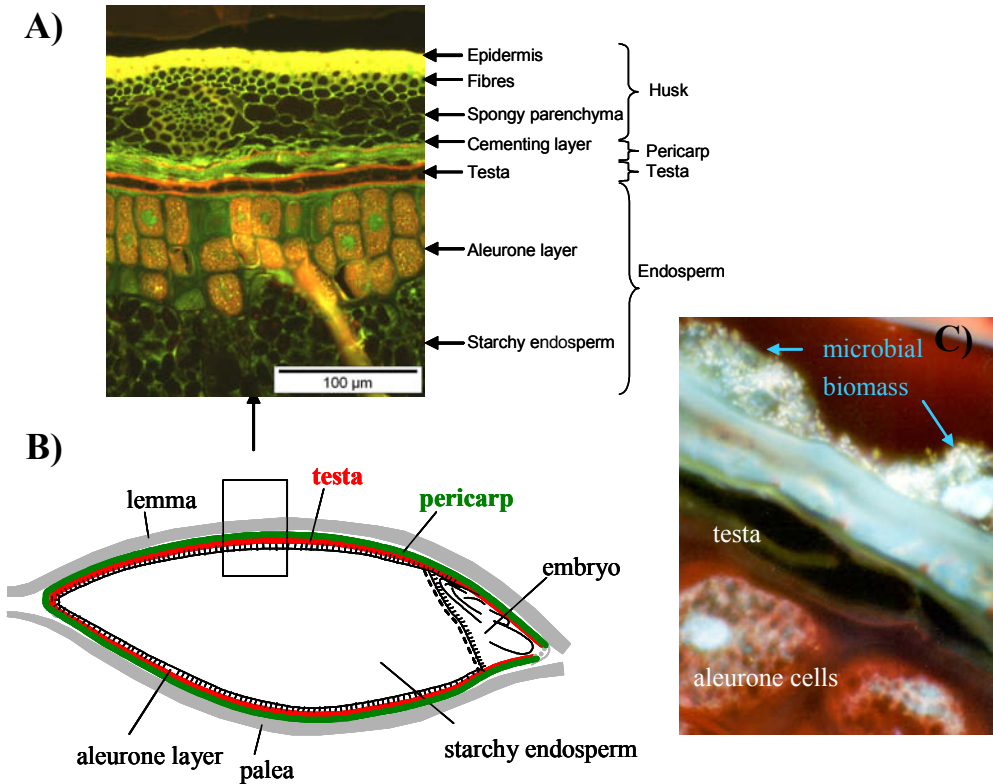 A)
Epidermis
Fibres
Husk
Spongy parenchyma
Cementing layer
Pericarp
Testa
Testa
Aleurone layer
Endosperm
Starchy endosperm
100 µm
B)
lemma
testa
pericarp
embryo
aleurone layer
palea
starchy endosperm
C)
microbial
biomass
testa
aleurone cells